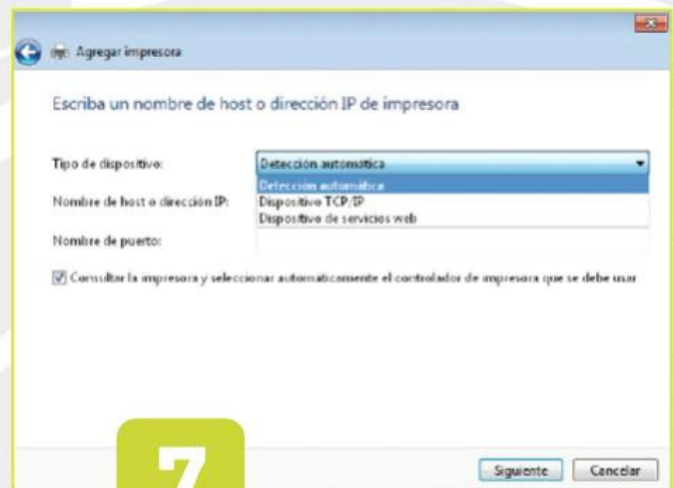 Agregar impresora
Escriba un nombre de host o dirección IP de impresora
Tipo de dispositivo: Detección automática
Detección automática
Nombre de host o dirección IP: Dispositivo TCP/IP
Dispositivo de servicios web
Nombre de puerto:
Consultar la impresora y seleccionar automáticamente el controlador de impresora que se debe usar
7
Siguiente Cancelar